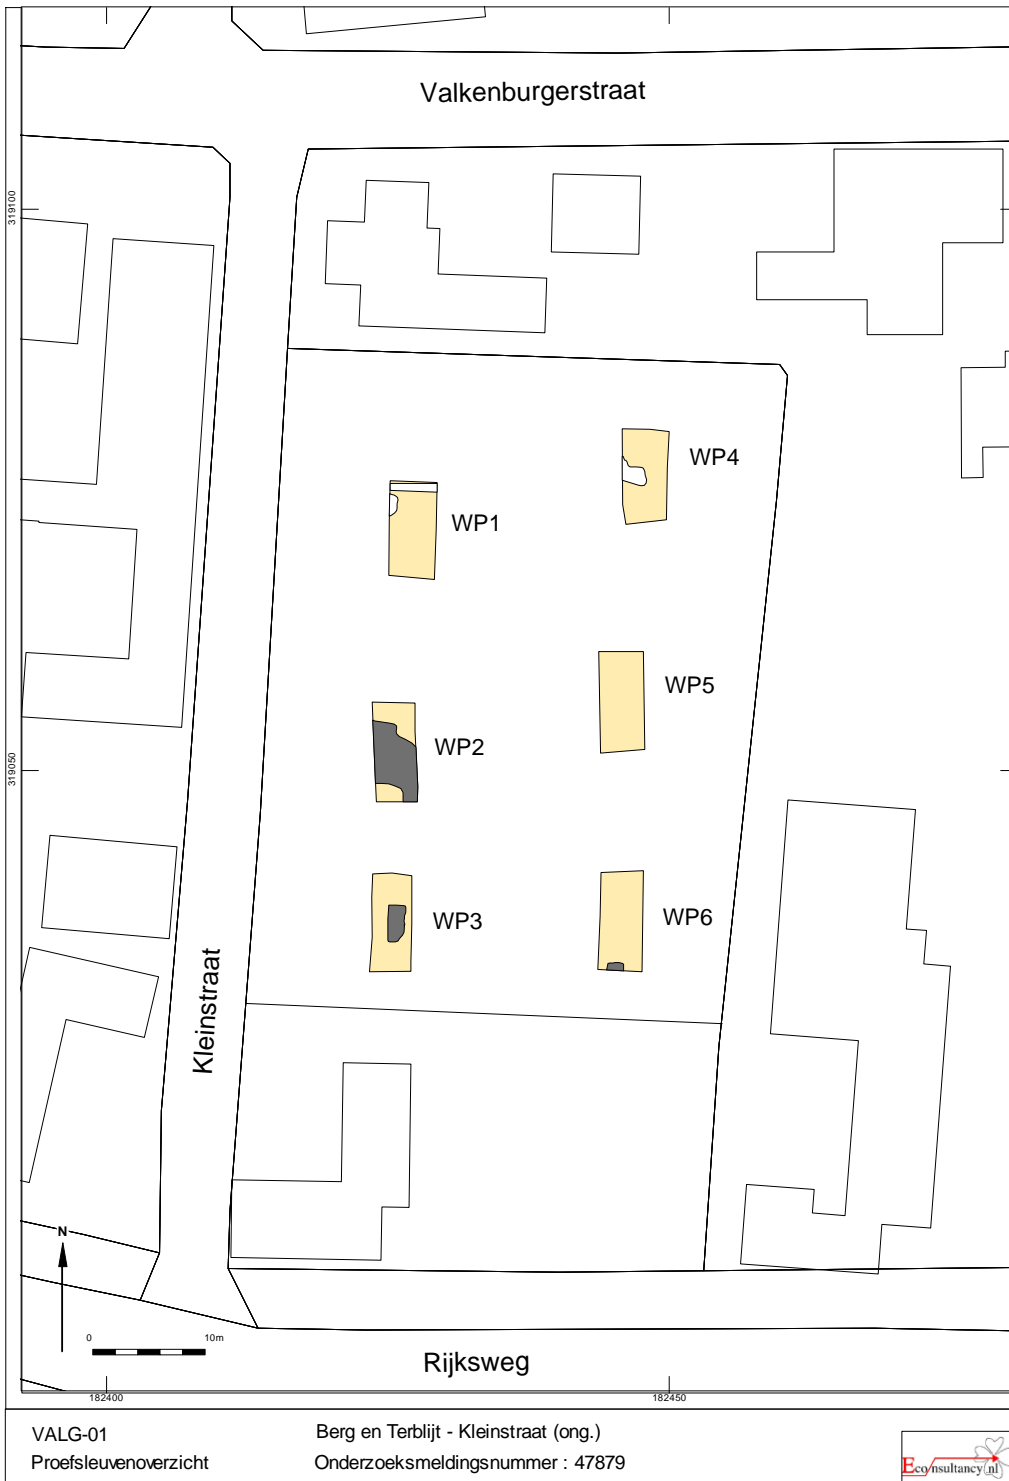 Valkenburgerstraat
319100
WP4
WP1
WP5
WP2
319050
WP3
WP6
Kleinstraat
N
0 10m
Rijksweg
182400 182450
VALG-01 Berg en Terblijt - Kleinstraat (ong.)
Proefsleuvenoverzicht Onderzoeksmeldingsnummer : 47879
Econsultancy.nl